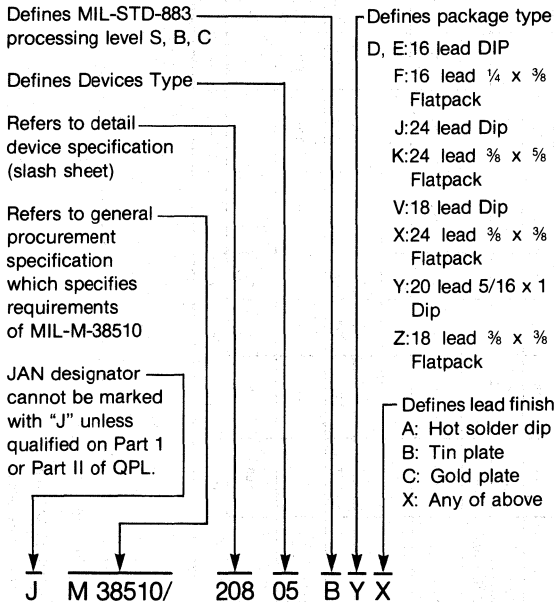 Defines MIL-STD-883
processing level S, B, C
Defines Devices Type
Refers to detail
device specification
(slash sheet)
Refers to general
procurement
specification
which specifies
requirements
of MIL-M-38510
JAN designator
cannot be marked
with “J” unless
qualified on Part 1
or Part II of QPL.
Defines package type
D, E:16 lead DIP
F:16 lead ¼ x ⅜
Flatpack
J:24 lead Dip
K:24 lead ⅜ x ⅝
Flatpack
V:18 lead Dip
X:24 lead ⅜ x ⅜
Flatpack
Y:20 lead 5/16 x 1
Dip
Z:18 lead ⅜ x ⅜
Flatpack
Defines lead finish
A: Hot solder dip
B: Tin plate
C: Gold plate
X: Any of above
J M 38510/ 208 05 B Y X